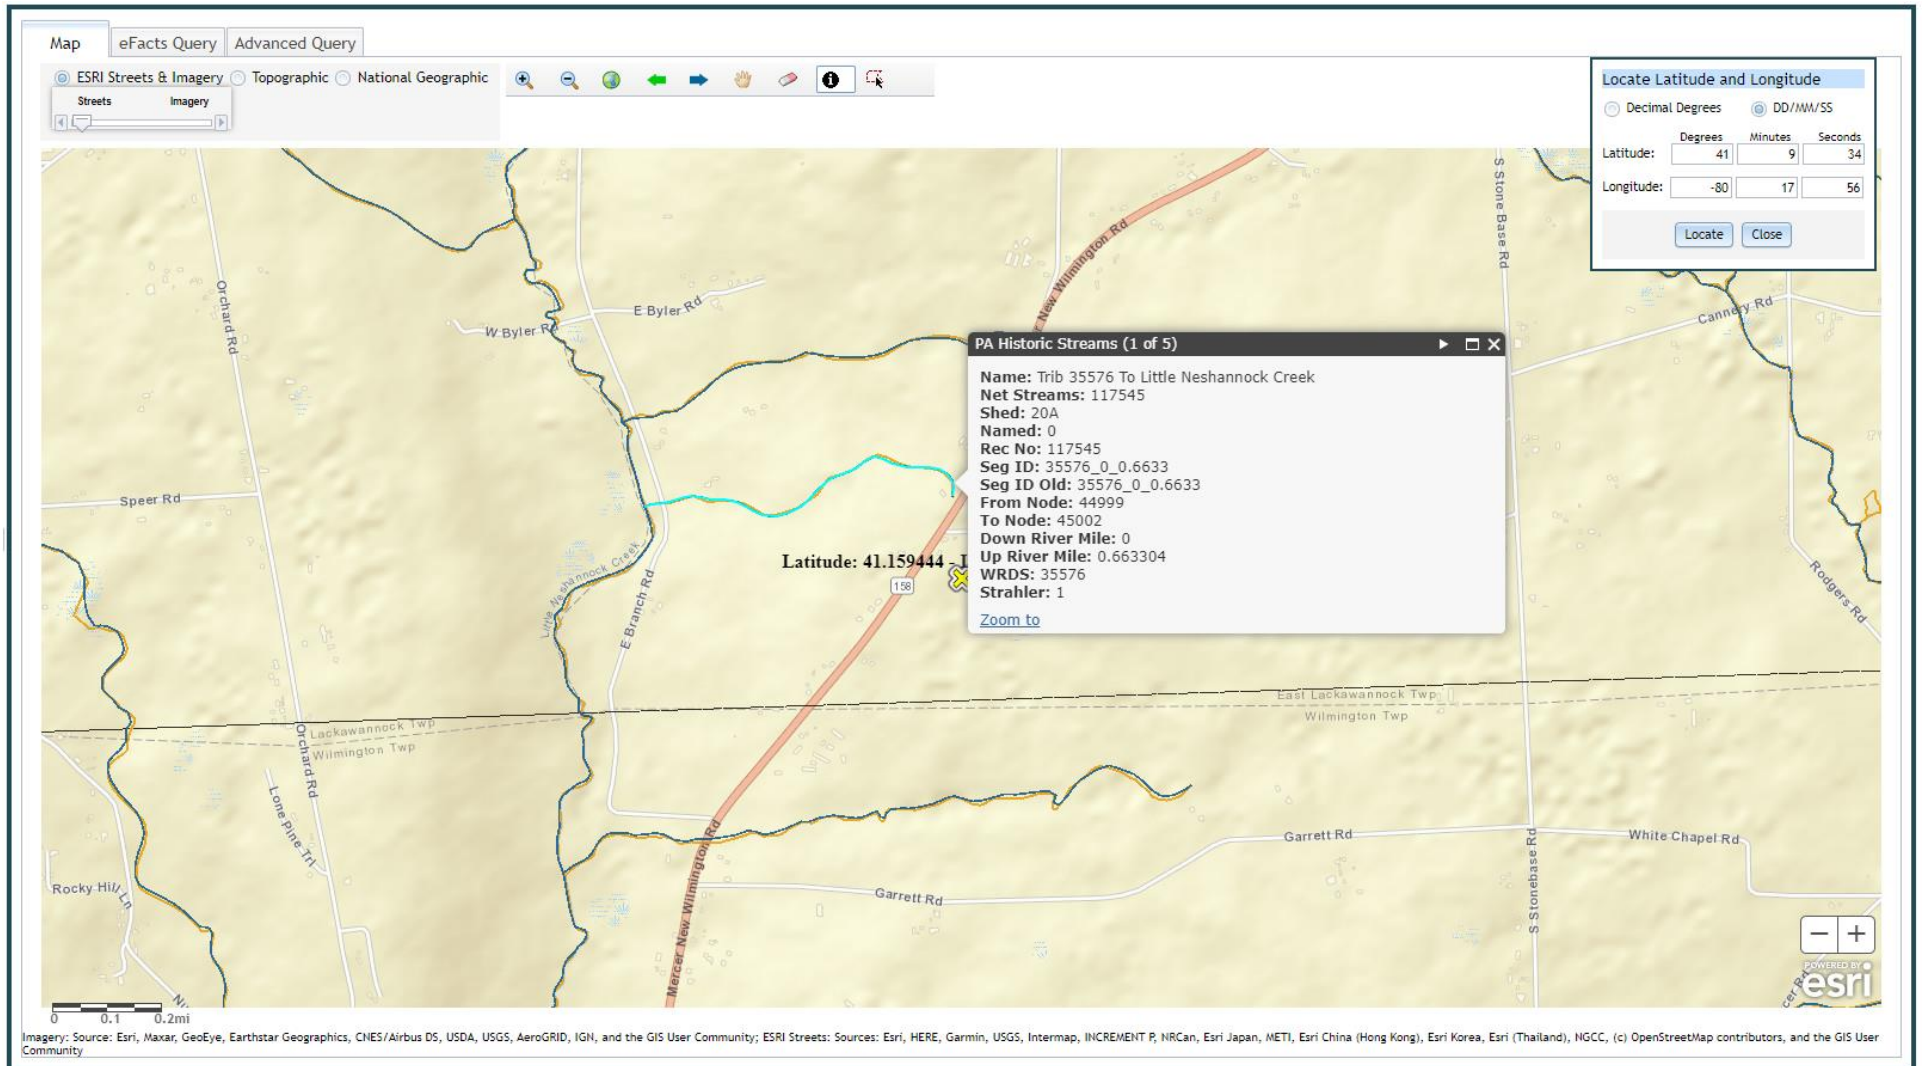 Map
eFacts Query
Advanced Query
ESRI Streets & Imagery
Topographic
National Geographic
Streets
Imagery
Locate Latitude and Longitude
Decimal Degrees
DD/MM/SS
Degrees
Minutes
Seconds
Latitude:
41
9
34
Longitude:
-80
17
56
Locate
Close
S Stone Base Rd
Mercer New Wilmington Rd
Orchard Rd
E Byler Rd
W Byler Rd
Cannery Rd
PA Historic Streams (1 of 5)
Name: Trib 35576 To Little Neshannock Creek
Net Streams: 117545
Shed: 20A
Named: 0
Rec No: 117545
Seg ID: 35576_0_0.6633
Seg ID Old: 35576_0_0.6633
From Node: 44999
To Node: 45002
Down River Mile: 0
Up River Mile: 0.663304
WRDS: 35576
Strahler: 1
Zoom to
Speer Rd
Latitude: 41.159444 -
158
Little Neshannock Creek
E Branch Rd
Rodgers Rd
East Lackawannock Twp
Wilmington Twp
Lackawannock Twp
Wilmington Twp
Orchard Rd
Lone Pine Trl
Mercer New Wilmington Rd
Garrett Rd
White Chapel Rd
Rocky Hill Ln
Garrett Rd
S Stonebase Rd
POWERED BY
esri
0 0.1 0.2mi
Imagery: Source: Esri, Maxar, GeoEye, Earthstar Geographics, CNES/Airbus DS, USDA, USGS, AeroGRID, IGN, and the GIS User Community; ESRI Streets: Sources: Esri, HERE, Garmin, USGS, Intermap, INCREMENT P, NRCan, Esri Japan, METI, Esri China (Hong Kong), Esri Korea, Esri (Thailand), NGCC, (c) OpenStreetMap contributors, and the GIS User
Community